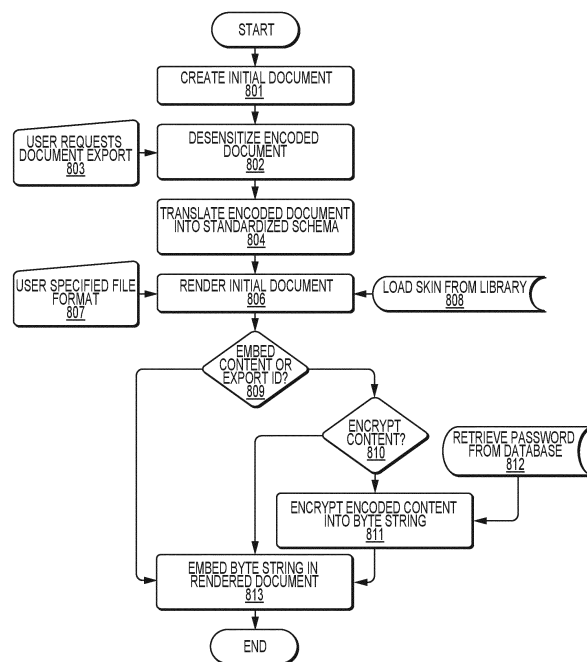 START
CREATE INITIAL DOCUMENT
801
USER REQUESTS
DOCUMENT EXPORT
803
DESENSITIZE ENCODED
DOCUMENT
802
TRANSLATE ENCODED DOCUMENT
INTO STANDARDIZED SCHEMA
804
USER SPECIFIED FILE
FORMAT
807
RENDER INITIAL DOCUMENT
806
LOAD SKIN FROM LIBRARY
808
EMBED
CONTENT OR
EXPORT ID?
809
ENCRYPT
CONTENT?
810
RETRIEVE PASSWORD
FROM DATABASE
812
ENCRYPT ENCODED CONTENT
INTO BYTE STRING
811
EMBED BYTE STRING IN
RENDERED DOCUMENT
813
END